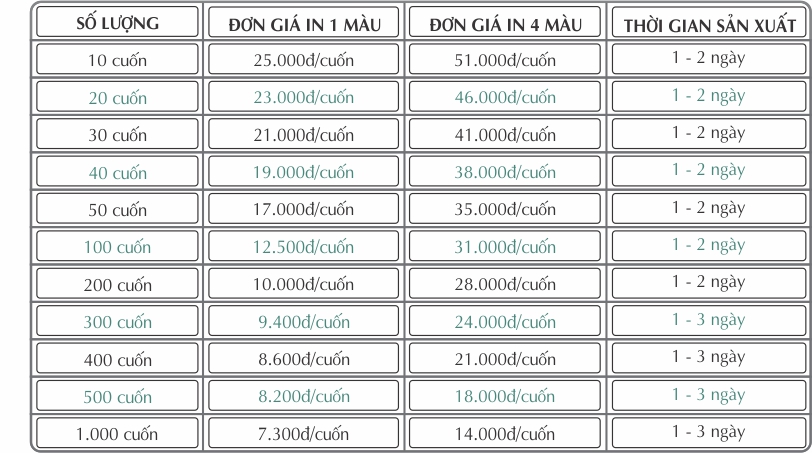 SỐ LƯỢNG ĐƠN GIÁ IN 1 MÀU ĐƠN GIÁ IN 4 MÀU THỜI GIAN SẢN XUẤT
10 cuốn 25.000đ/cuốn 51.000đ/cuốn 1 - 2 ngày
20 cuốn 23.000đ/cuốn 46.000đ/cuốn 1 - 2 ngày
30 cuốn 21.000đ/cuốn 41.000đ/cuốn 1 - 2 ngày
40 cuốn 19.000đ/cuốn 38.000đ/cuốn 1 - 2 ngày
50 cuốn 17.000đ/cuốn 35.000đ/cuốn 1 - 2 ngày
100 cuốn 12.500đ/cuốn 31.000đ/cuốn 1 - 2 ngày
200 cuốn 10.000đ/cuốn 28.000đ/cuốn 1 - 2 ngày
300 cuốn 9.400đ/cuốn 24.000đ/cuốn 1 - 3 ngày
400 cuốn 8.600đ/cuốn 21.000đ/cuốn 1 - 3 ngày
500 cuốn 8.200đ/cuốn 18.000đ/cuốn 1 - 3 ngày
1.000 cuốn 7.300đ/cuốn 14.000đ/cuốn 1 - 3 ngày